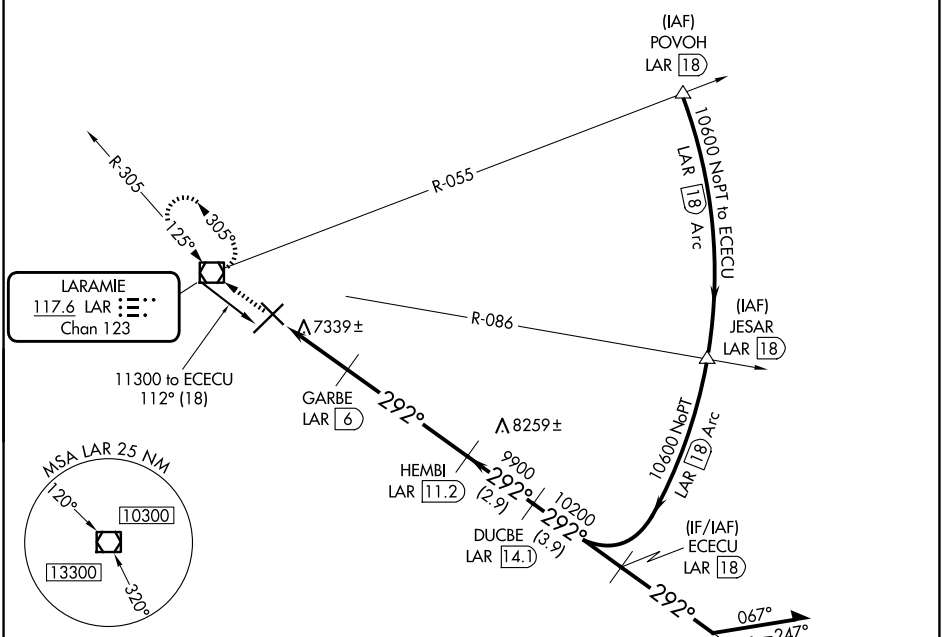 (IAF)
POVOH
LAR 18
10600 NoPT to ECECU
LAR 18 Arc
R-305
R-055
125°
305°
LARAMIE
117.6 LAR
Chan 123
R-086
(IAF)
JESAR
LAR 18
7339±
11300 to ECECU
112° (18)
GARBE
LAR 6
292°
8259±
10600 NoPT
LAR 18 Arc
HEMBI
LAR 11.2
9900
292°
(2.9)
10200
292°
(3.9)
DUCBE
LAR 14.1
(IF/IAF)
ECECU
LAR 18
292°
067°
247°
MSA LAR 25 NM
120°
10300
13300
320°